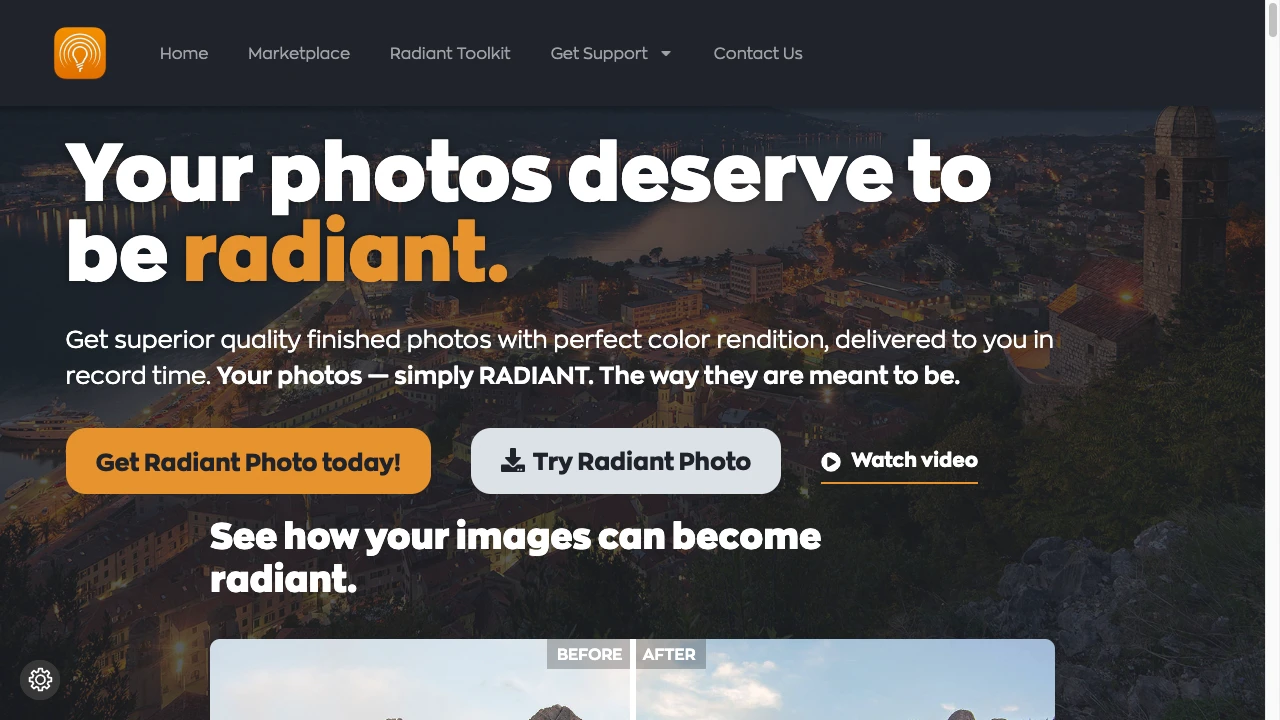 Home Marketplace Radiant Toolkit Get Support Contact Us
Your photos deserve to
be radiant.
Get superior quality finished photos with perfect color rendition, delivered to you in
record time. Your photos — simply RADIANT. The way they are meant to be.
Get Radiant Photo today! Try Radiant Photo Watch video
See how your images can become
radiant.
BEFORE AFTER